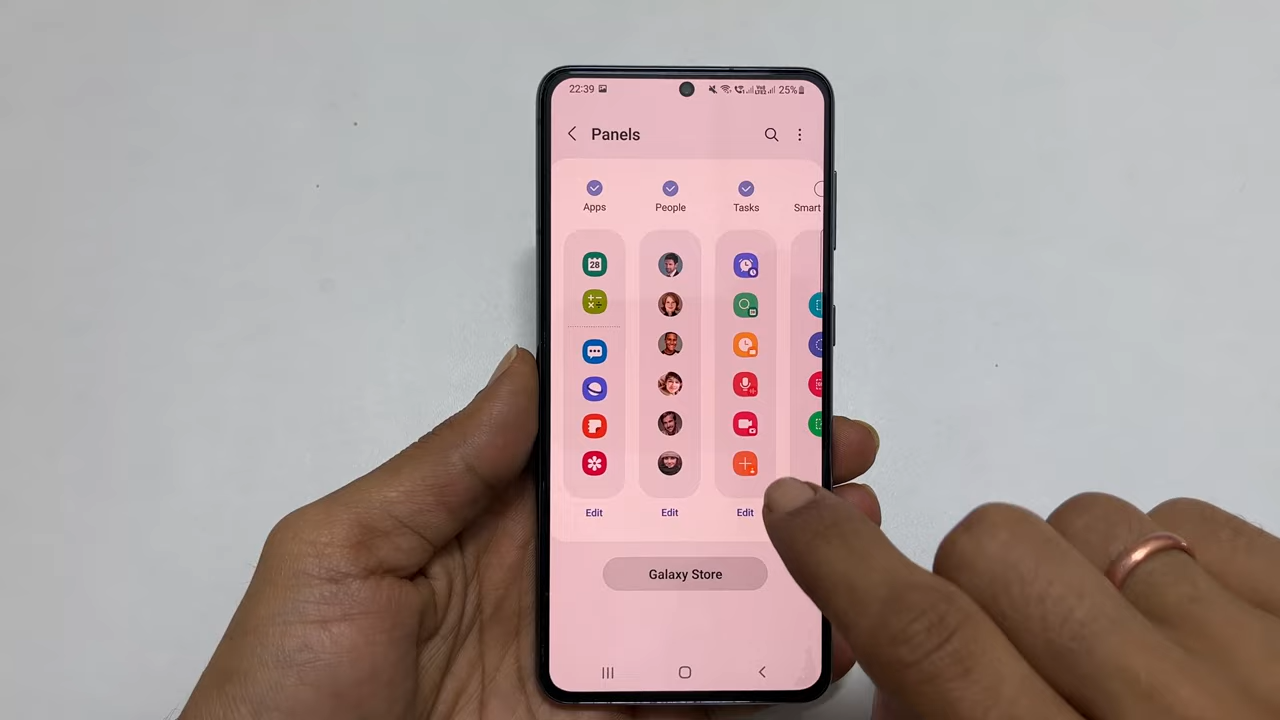 22:39 25%
Panels
Apps People Tasks Smart
28
Edit Edit Edit
Galaxy Store